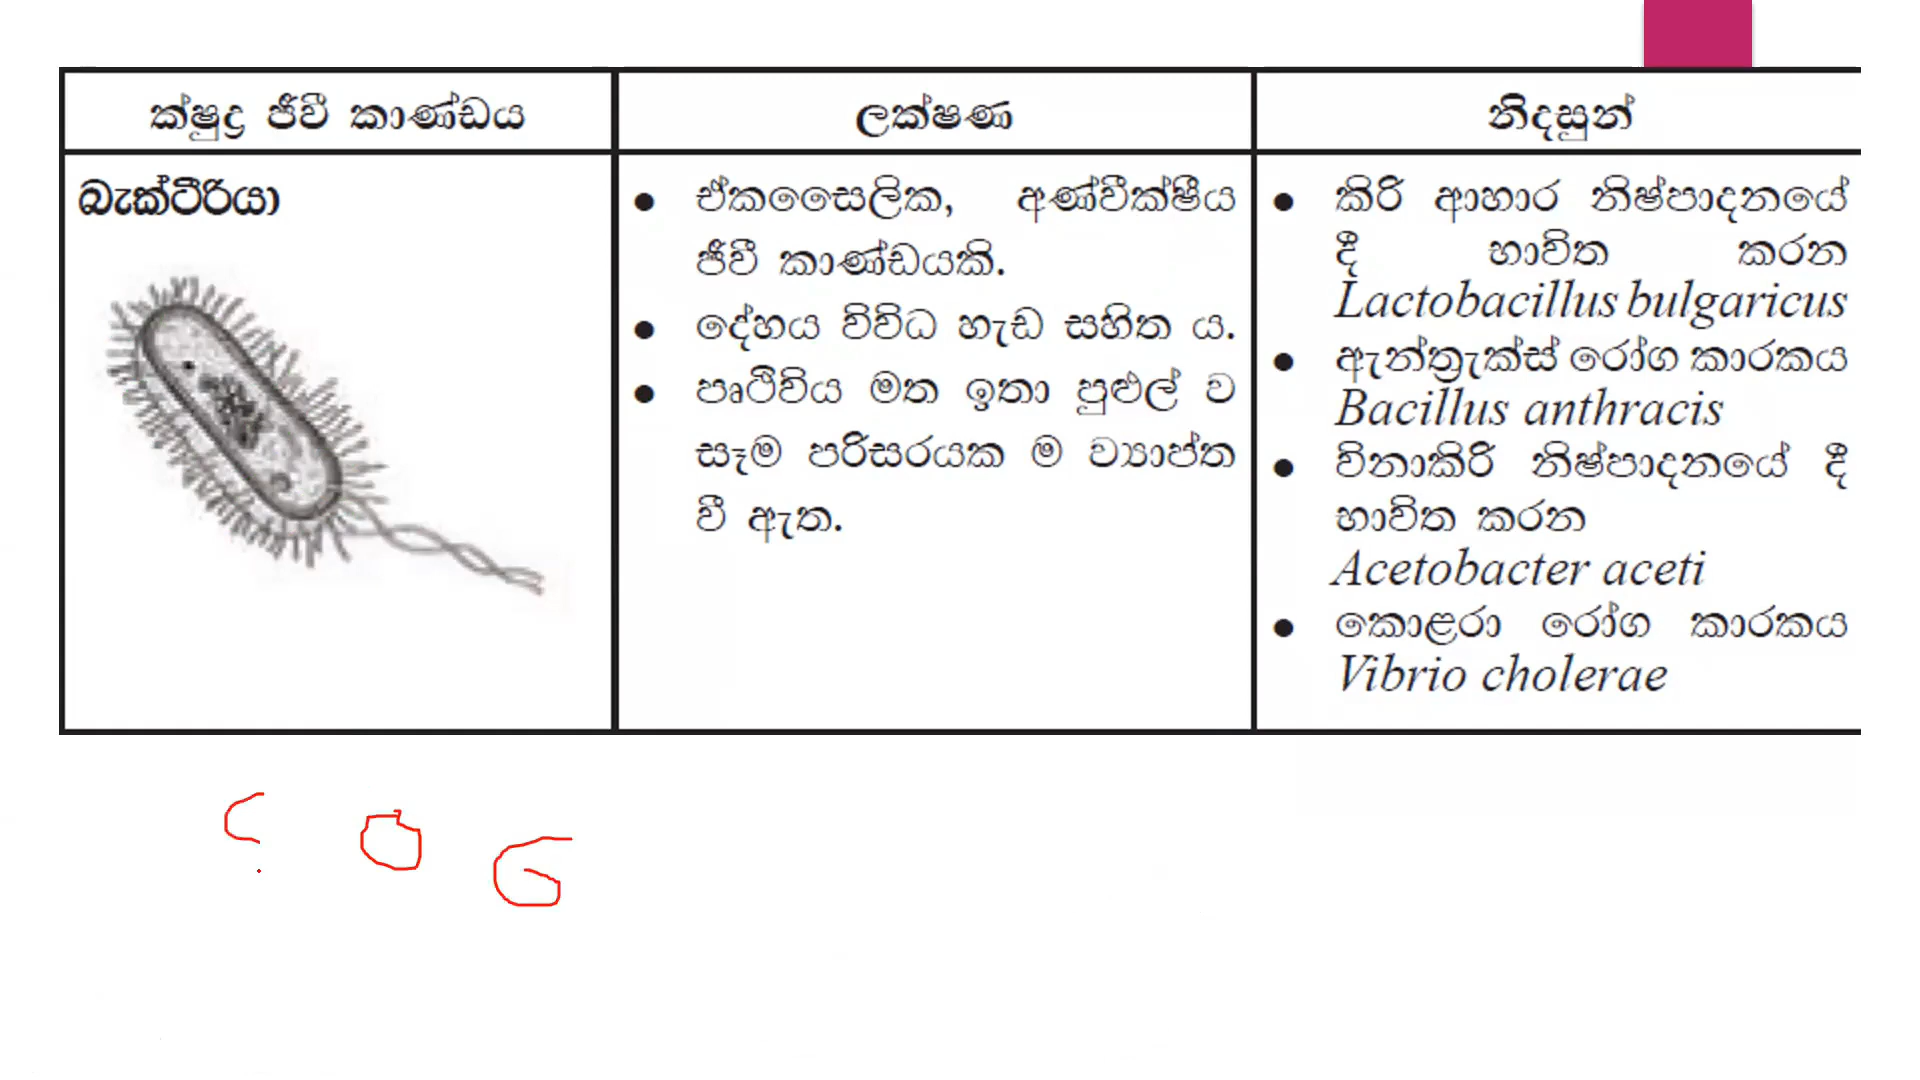 ක්ෂුද්‍ර ජීවී කාණ්ඩය
ලක්ෂණ
නිදසුන්
බැක්ටීරියා
● ඒකසෛලික, අණ්වීක්ෂීය
ජීවී කාණ්ඩයකි.
● දේහය විවිධ හැඩ සහිත ය.
● පෘථිවිය මත ඉතා පුළුල් ව
සෑම පරිසරයක ම ව්‍යාප්ත
වී ඇත.
● කිරි ආහාර නිෂ්පාදනයේ
දී භාවිත කරන
Lactobacillus bulgaricus
● ඇන්ත්‍රැක්ස් රෝග කාරකය
Bacillus anthracis
● විනාකිරි නිෂ්පාදනයේ දී
භාවිත කරන
Acetobacter aceti
● කොළරා රෝග කාරකය
Vibrio cholerae